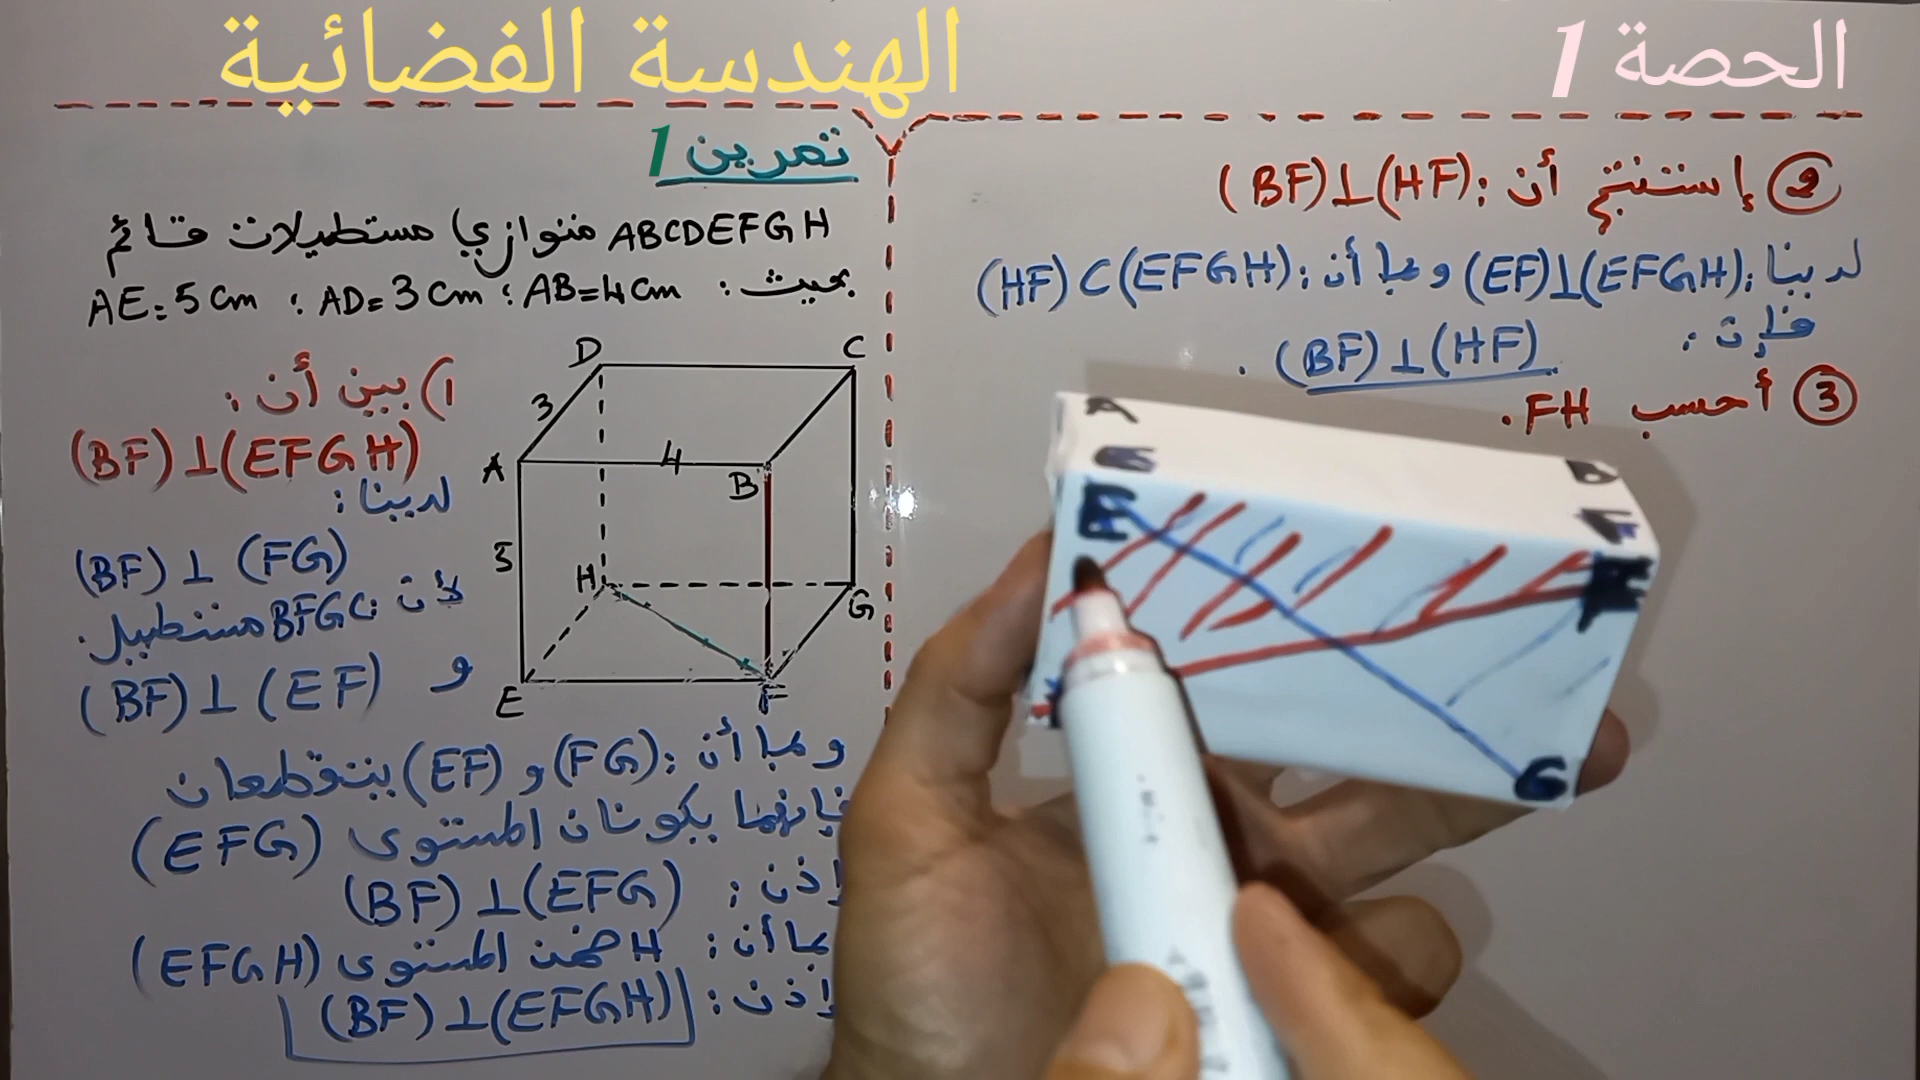 الهندسة الفضائية
الحصة 1
تمرين 1
ABCDEFGH متوازي مستطيلات قائم
بحيث : AB=4cm ; AD=3cm ; AE=5cm
1) بين أن :
(BF)⊥(EFGH)
لدينا :
(BF)⊥(FG)
لأن : BFGC مستطيل.
و (BF)⊥(EF)
وبما أن : (FG) و (EF) يتقطعان
فإنهما يكونان المستوى (EFG)
إذن : (BF)⊥(EFG)
بما أن : H ضمن المستوى (EFGH)
إذن : (BF)⊥(EFGH)
D
C
3
4
A
B
5
H
G
E
F
② إستنتج أن : (BF)⊥(HF)
لدينا : (EF)⊥(EFGH) وبما أن : (HF)⊂(EFGH)
فإن :
(BF)⊥(HF) .
③ أحسب FH .
A
B
E
F
E
F
G